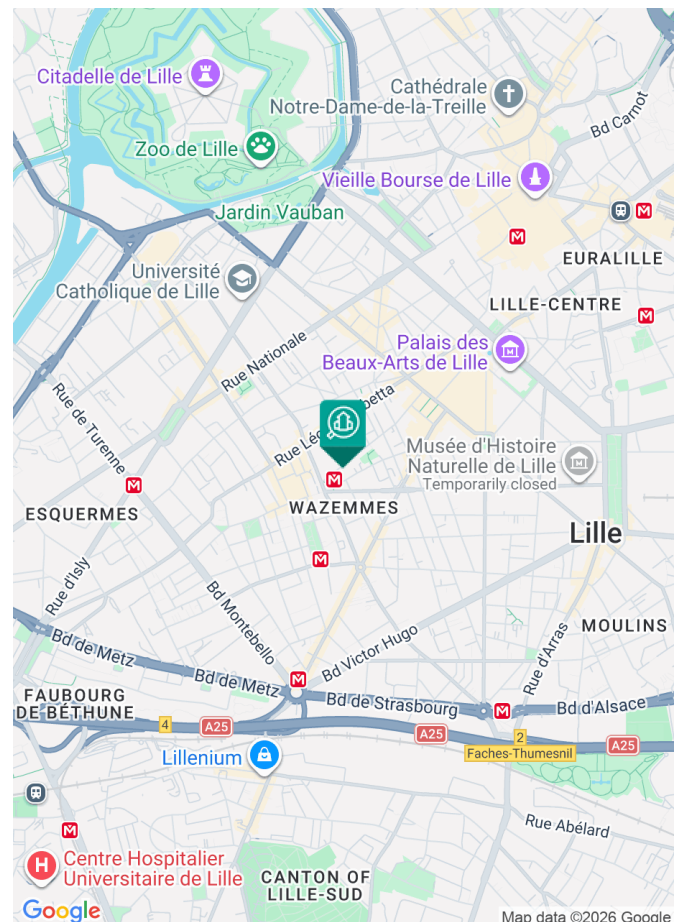 Citadelle de Lille
Cathédrale
Notre-Dame-de-la-Treille
Bd Carnot
Zoo de Lille
Vieille Bourse de Lille
Jardin Vauban
M
M
EURALILLE
Université
Catholique de Lille
LILLE-CENTRE
M
Palais des
Beaux-Arts de Lille
Rue Nationale
Rue de Turenne
Musée d'Histoire
Naturelle de Lille
Temporarily closed
M
M
WAZEMMES
ESQUERMES
Lille
M
Rue d'Isly
Bd Montebello
MOULINS
Bd Victor Hugo
Rue d'Arras
Bd de Metz
Bd de Metz
M
FAUBOURG
DE BÉTHUNE
Bd de Strasbourg
M
Bd d'Alsace
4
A25
A25
2
Faches-Thumesnil
A25
Lillenium
M
Rue Abélard
H
Centre Hospitalier
Universitaire de Lille
CANTON OF
LILLE-SUD
Google
Map data ©2026 Google